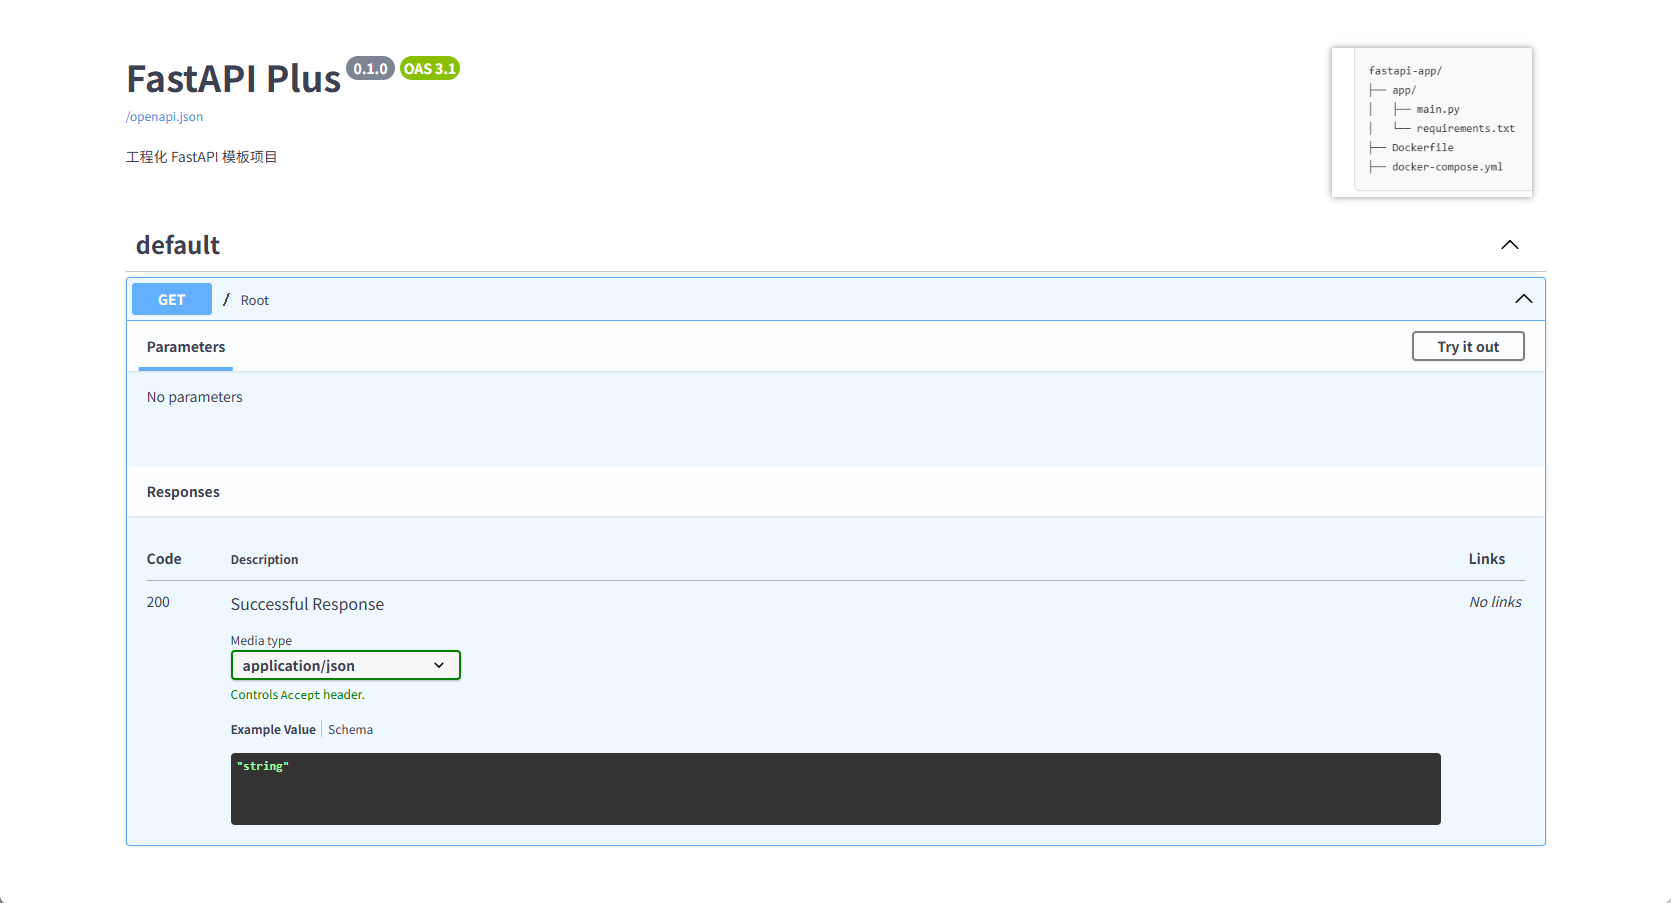 FastAPI Plus 0.1.0 OAS 3.1
/openapi.json
工程化 FastAPI 模板项目
fastapi-app/
├── app/
│   ├── main.py
│   └── requirements.txt
├── Dockerfile
├── docker-compose.yml
default
GET / Root
Parameters
Try it out
No parameters
Responses
Code Description Links
200 Successful Response No links
Media type
application/json
Controls Accept header.
Example Value Schema
"string"